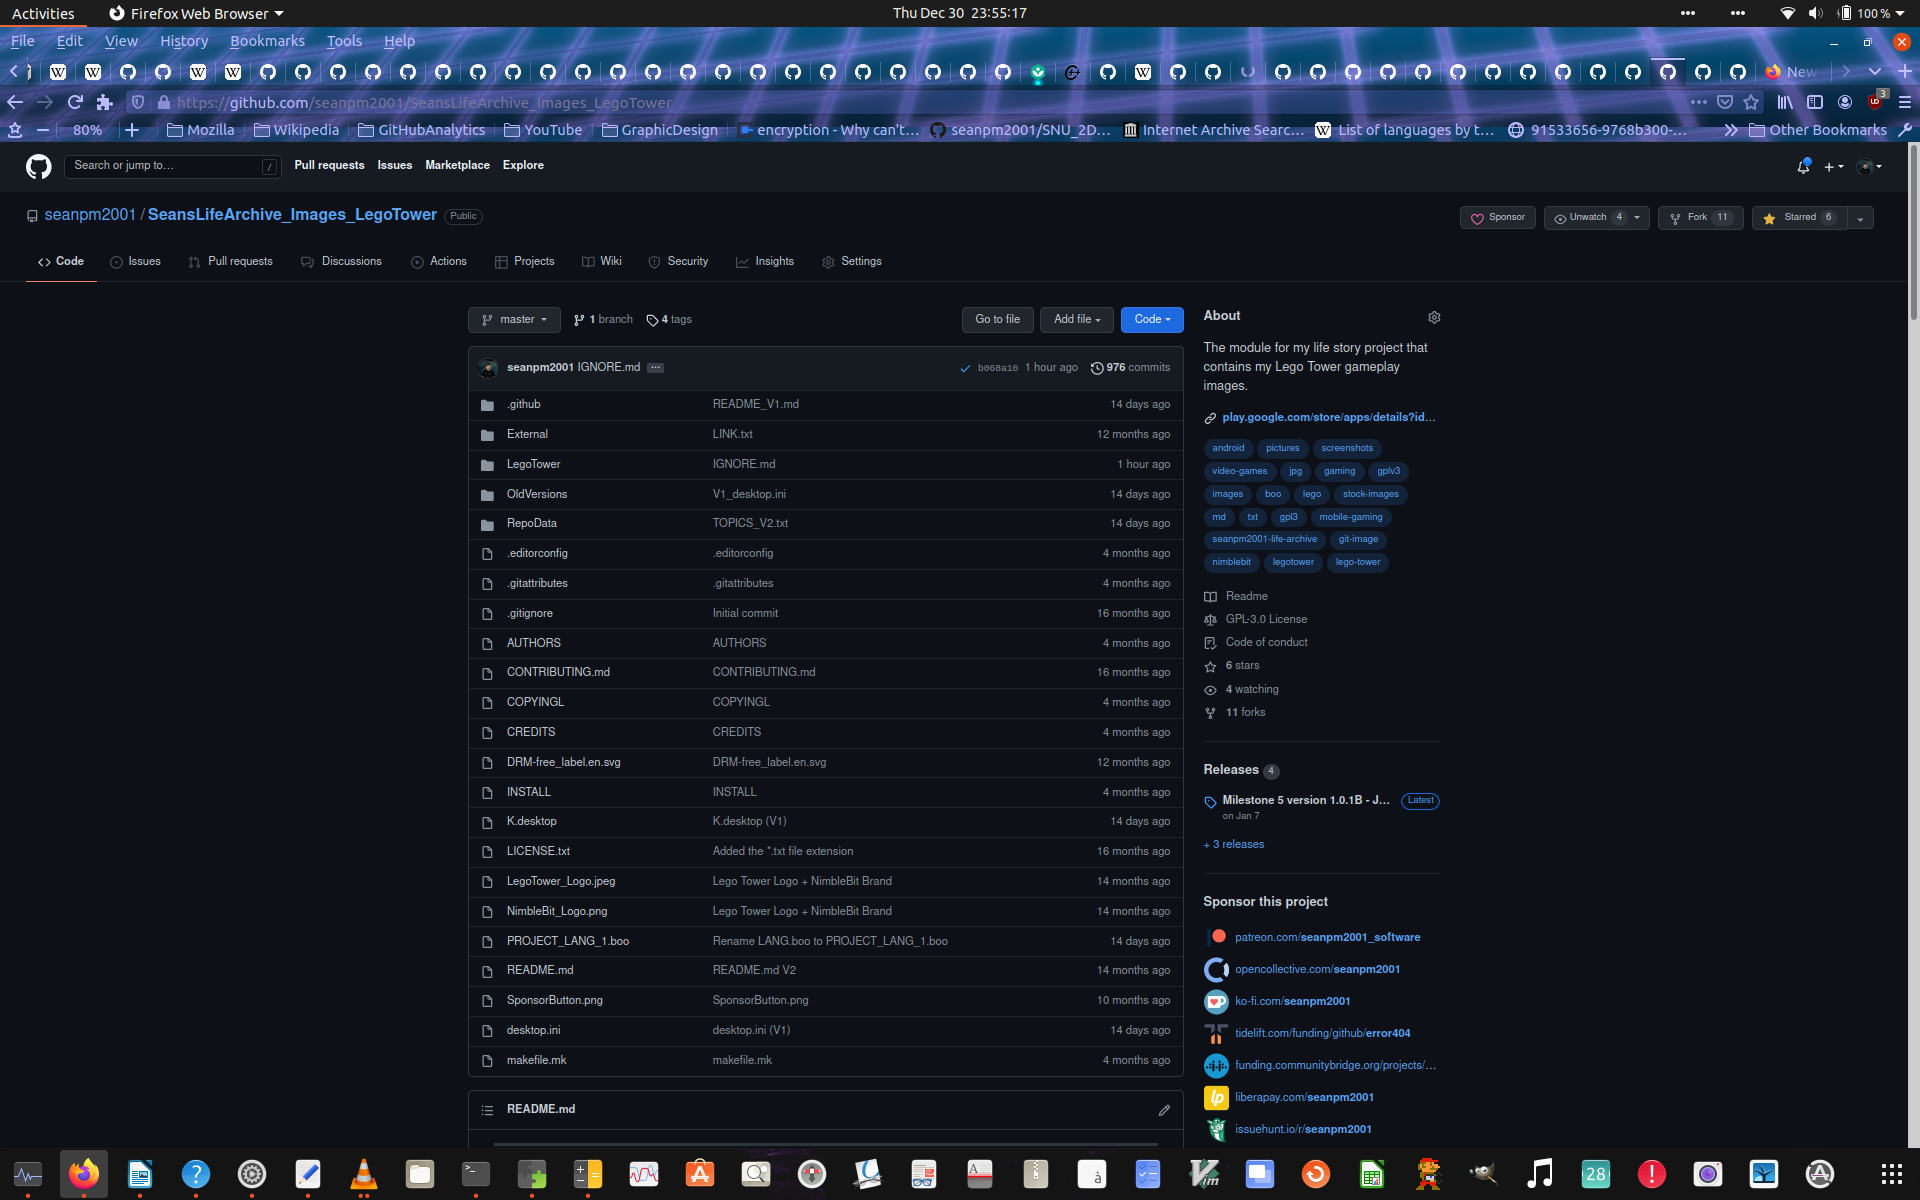 Activities Firefox Web Browser Thu Dec 30 23:55:17 100 %
File Edit View History Bookmarks Tools Help
New
https://github.com/seanpm2001/SeansLifeArchive_Images_LegoTower 3
80% Mozilla Wikipedia GitHubAnalytics YouTube GraphicDesign encryption - Why can't... seanpm2001/SNU_2D... Internet Archive Searc... List of languages by t... 91533656-9768b300-... Other Bookmarks
Search or jump to... / Pull requests Issues Marketplace Explore
seanpm2001 / SeansLifeArchive_Images_LegoTower Public Sponsor Unwatch 4 Fork 11 Starred 6
Code Issues Pull requests Discussions Actions Projects Wiki Security Insights Settings
master 1 branch 4 tags Go to file Add file Code
seanpm2001 IGNORE.md ... b068a10 1 hour ago 976 commits
.github README_V1.md 14 days ago
External LINK.txt 12 months ago
LegoTower IGNORE.md 1 hour ago
OldVersions V1_desktop.ini 14 days ago
RepoData TOPICS_V2.txt 14 days ago
.editorconfig .editorconfig 4 months ago
.gitattributes .gitattributes 4 months ago
.gitignore Initial commit 16 months ago
AUTHORS AUTHORS 4 months ago
CONTRIBUTING.md CONTRIBUTING.md 16 months ago
COPYINGL COPYINGL 4 months ago
CREDITS CREDITS 4 months ago
DRM-free_label.en.svg DRM-free_label.en.svg 12 months ago
INSTALL INSTALL 4 months ago
K.desktop K.desktop (V1) 14 days ago
LICENSE.txt Added the *.txt file extension 16 months ago
LegoTower_Logo.jpeg Lego Tower Logo + NimbleBit Brand 14 months ago
NimbleBit_Logo.png Lego Tower Logo + NimbleBit Brand 14 months ago
PROJECT_LANG_1.boo Rename LANG.boo to PROJECT_LANG_1.boo 14 days ago
README.md README.md V2 14 months ago
SponsorButton.png SponsorButton.png 10 months ago
desktop.ini desktop.ini (V1) 14 days ago
makefile.mk makefile.mk 4 months ago
README.md
About
The module for my life story project that
contains my Lego Tower gameplay
images.
play.google.com/store/apps/details?id...
android pictures screenshots
video-games jpg gaming gplv3
images boo lego stock-images
md txt gpl3 mobile-gaming
seanpm2001-life-archive git-image
nimblebit legotower lego-tower
Readme
GPL-3.0 License
Code of conduct
6 stars
4 watching
11 forks
Releases 4
Milestone 5 version 1.0.1B - J... Latest
on Jan 7
+ 3 releases
Sponsor this project
patreon.com/seanpm2001_software
opencollective.com/seanpm2001
ko-fi.com/seanpm2001
tidelift.com/funding/github/error404
funding.communitybridge.org/projects/...
liberapay.com/seanpm2001
issuehunt.io/r/seanpm2001
28